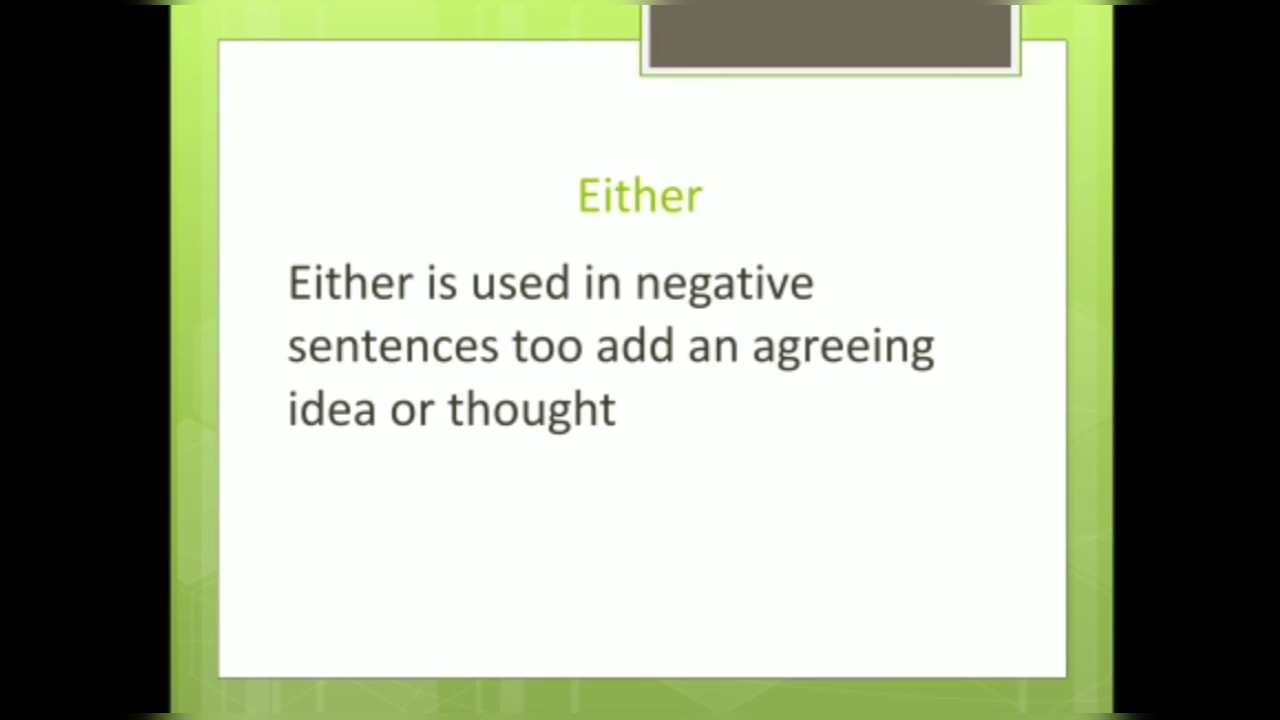 Either
Either is used in negative
sentences too add an agreeing
idea or thought